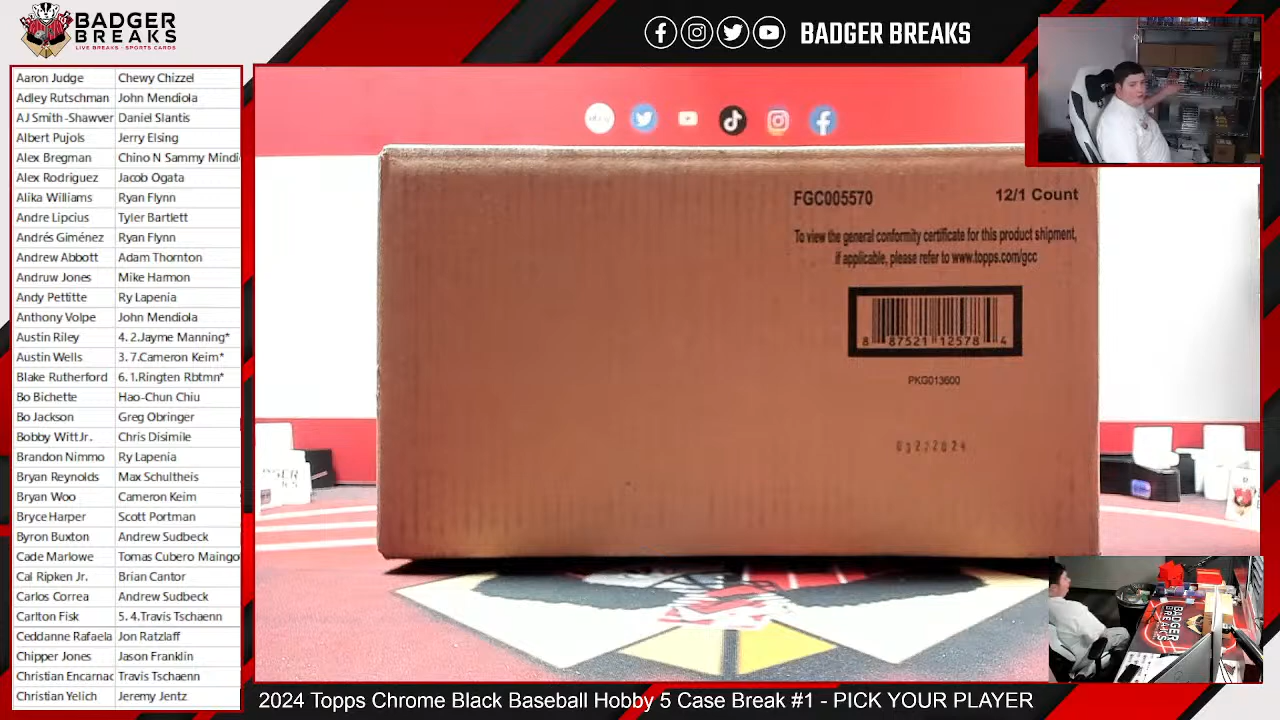 BADGER
BREAKS
LIVE BREAKS - SPORTS CARDS
BADGER BREAKS
Aaron Judge Chewy Chizzel
Adley Rutschman John Mendiola
AJ Smith-Shawver Daniel Slantis
Albert Pujols Jerry Elsing
Alex Bregman Chino N Sammy Mindi
Alex Rodriguez Jacob Ogata
Alika Williams Ryan Flynn
Andre Lipcius Tyler Bartlett
Andrés Giménez Ryan Flynn
Andrew Abbott Adam Thornton
Andruw Jones Mike Harmon
Andy Pettitte Ry Lapenia
Anthony Volpe John Mendiola
Austin Riley 4. 2.Jayme Manning*
Austin Wells 3. 7.Cameron Keim*
Blake Rutherford 6. 1.Ringten Rbtmn*
Bo Bichette Hao-Chun Chiu
Bo Jackson Greg Obringer
Bobby Witt Jr. Chris Disimile
Brandon Nimmo Ry Lapenia
Bryan Reynolds Max Schultheis
Bryan Woo Cameron Keim
Bryce Harper Scott Portman
Byron Buxton Andrew Sudbeck
Cade Marlowe Tomas Cubero Maingo
Cal Ripken Jr. Brian Cantor
Carlos Correa Andrew Sudbeck
Carlton Fisk 5. 4.Travis Tschaenn
Ceddanne Rafaela Jon Ratzlaff
Chipper Jones Jason Franklin
Christian Encarnac Travis Tschaenn
Christian Yelich Jeremy Jentz
FGC005570 12/1 Count
To view the general conformity certificate for this product shipment,
if applicable, please refer to www.topps.com/gcc
8 87521 12578 4
PKG013600
BADGER
BREAKS
2024 Topps Chrome Black Baseball Hobby 5 Case Break #1 - PICK YOUR PLAYER